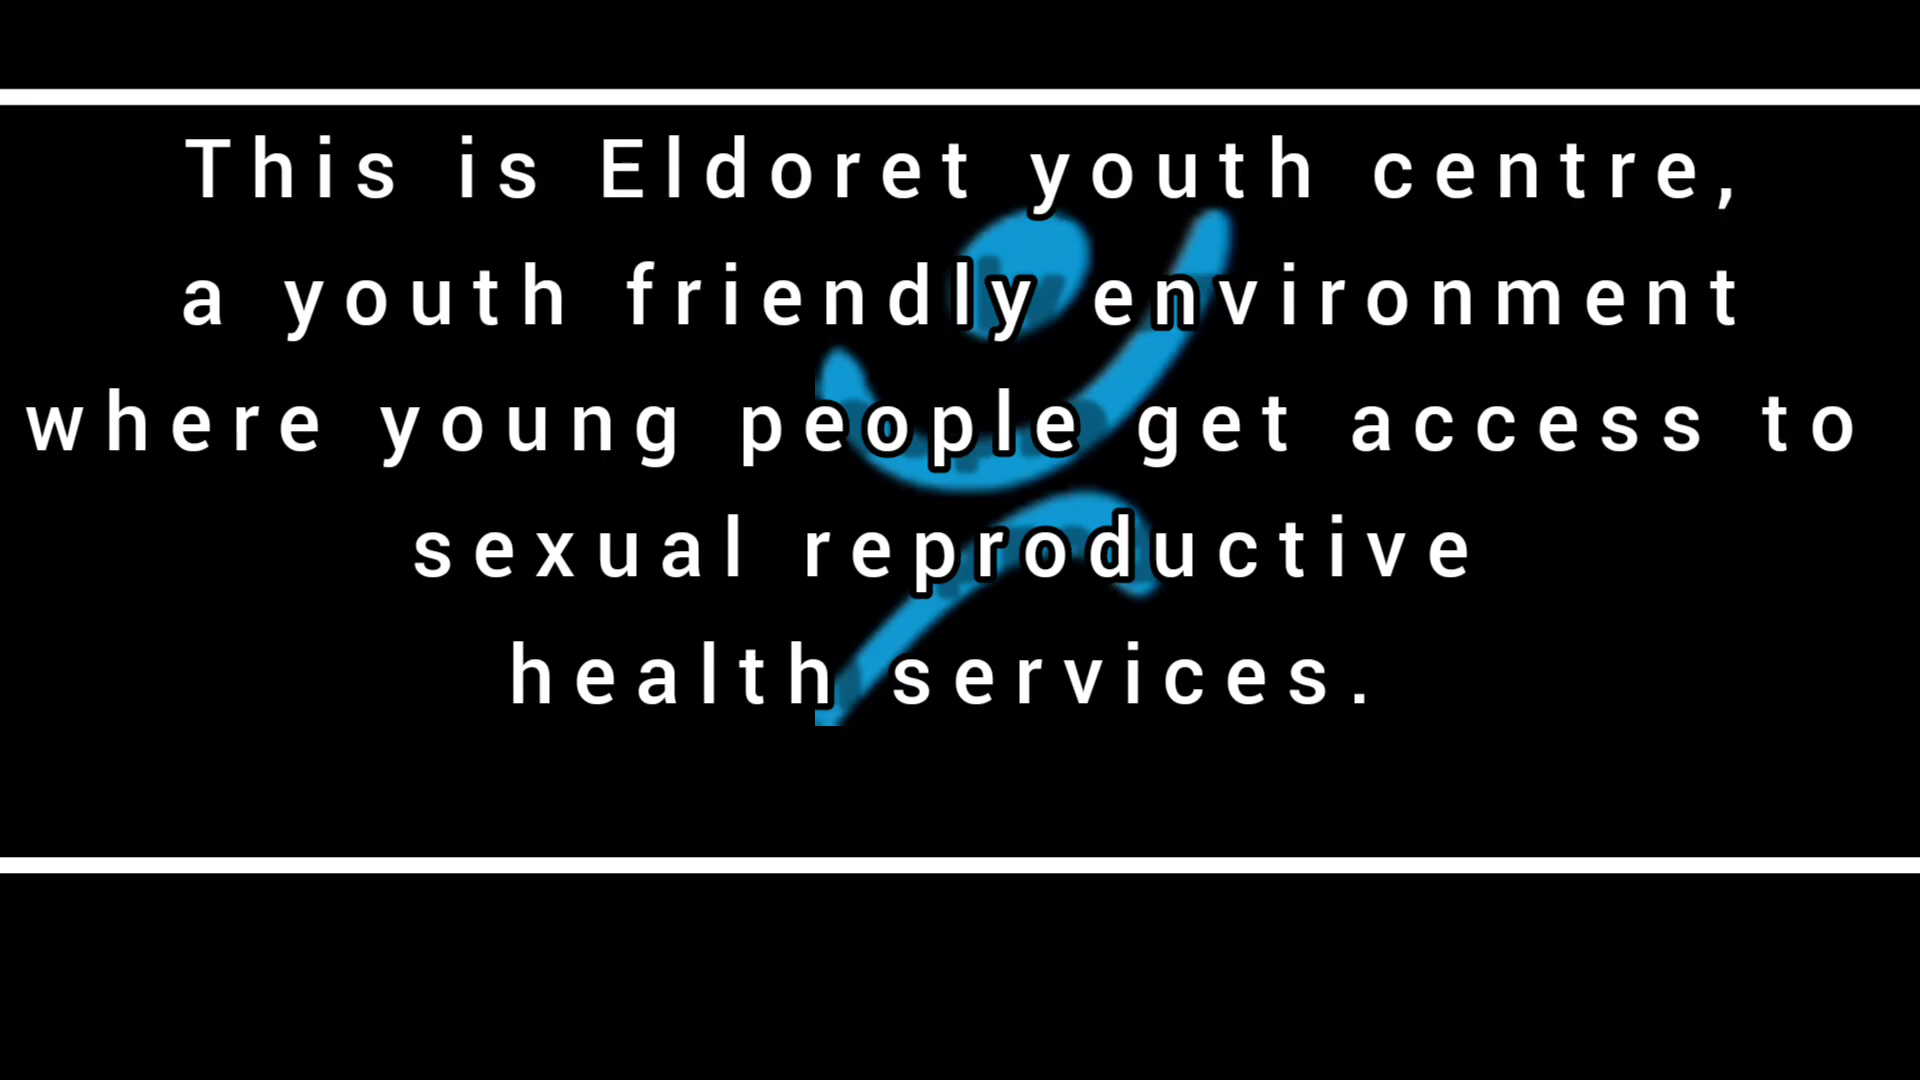 This is Eldoret youth centre,
a youth friendly environment
where young people get access to
sexual reproductive
health services.